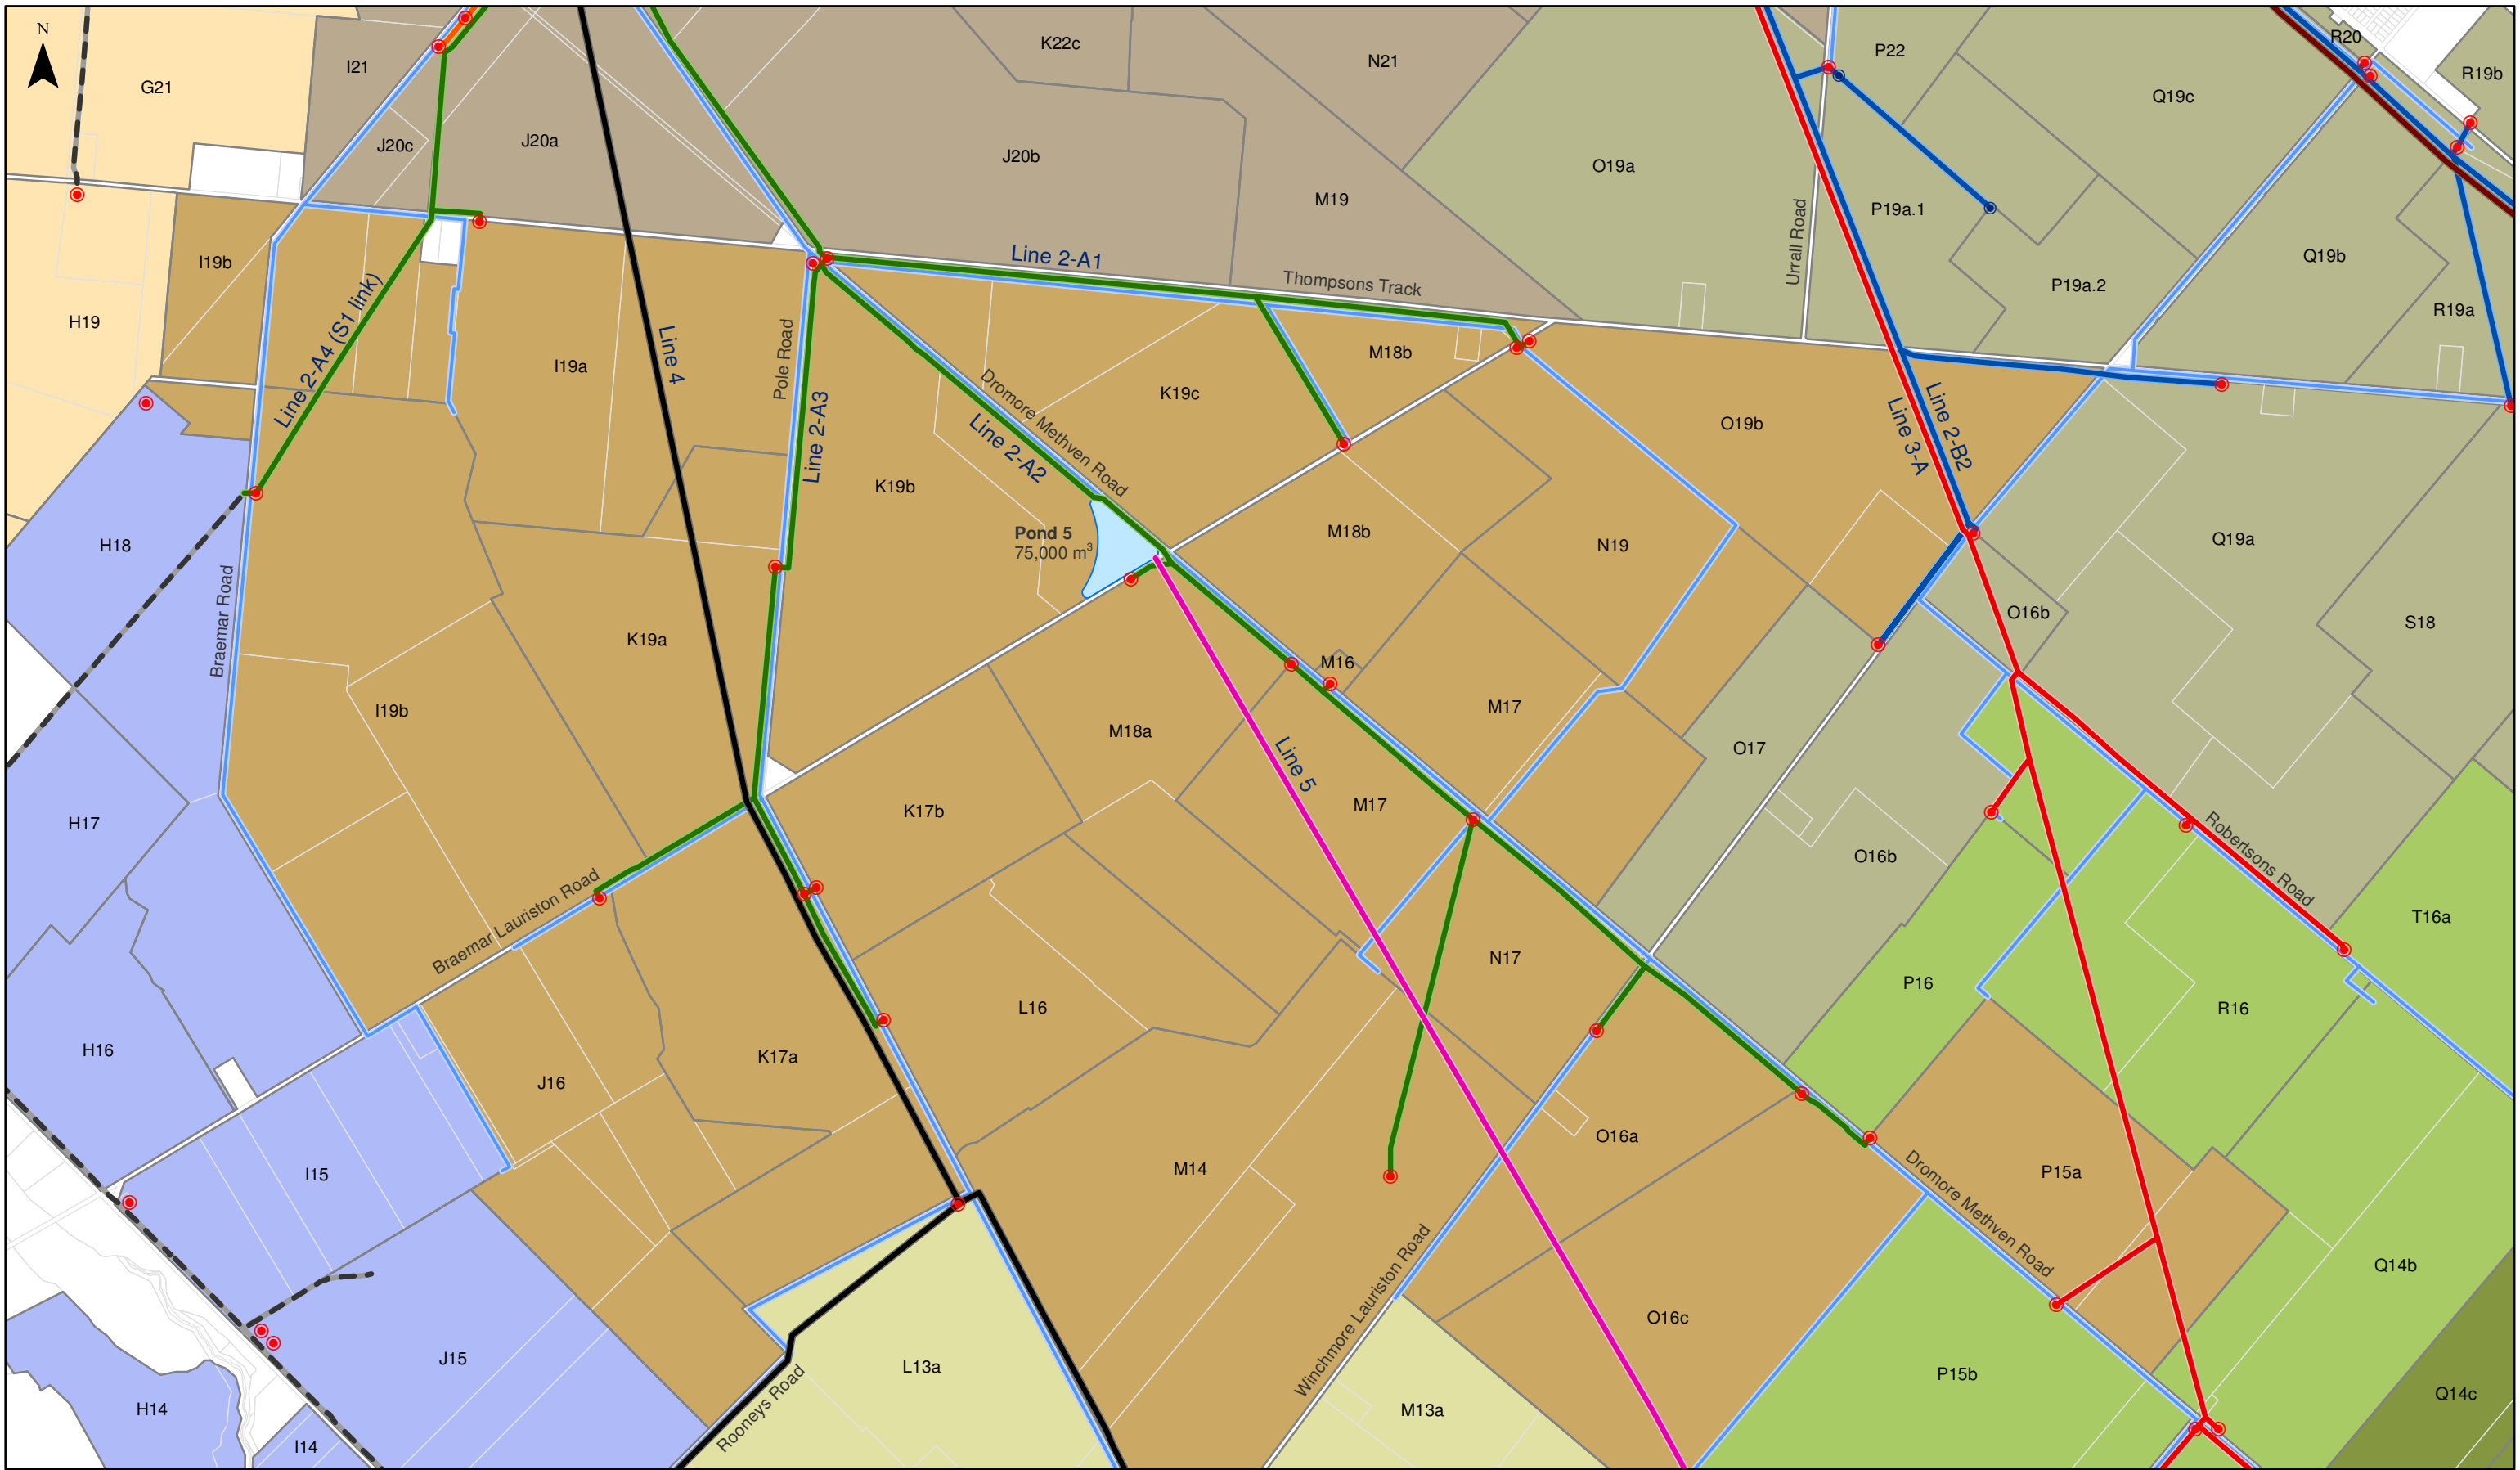 N
R20
K22c
P22
N21
I21
R19b
G21
Q19c
J20a
J20c
J20b
O19a
M19
P19a.1
Urrall Road
Line 2-A1
Q19b
I19b
Thompsons Track
P19a.2
R19a
H19
Line 2-A4 (S1 link)
Line 4
Pole Road
M18b
I19a
K19c
Dromore Methven Road
O19b
Line 2-B2
Line 3-A
Line 2-A3
Line 2-A2
K19b
Pond 5
75,000 m³
M18b
H18
N19
Q19a
Braemar Road
O16b
S18
K19a
M16
I19b
M17
M18a
O17
Line 5
M17
K17b
H17
O16b
Robertsons Road
T16a
Braemar Lauriston Road
N17
P16
L16
R16
H16
K17a
J16
O16a
M14
P15a
I15
Dromore Methven Road
Q14b
Winchmore Lauriston Road
O16c
J15
L13a
P15b
Q14c
Rooneys Road
H14
M13a
I14